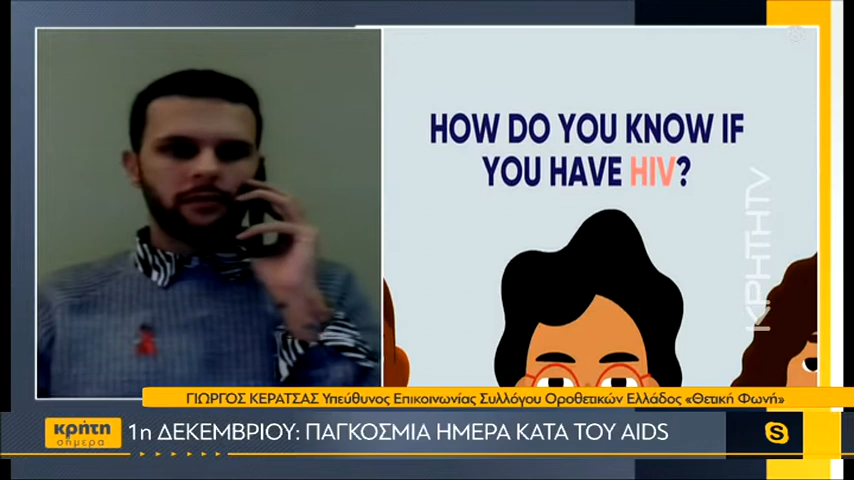 HOW DO YOU KNOW IF
YOU HAVE HIV?
ΚΡΗΤΗTV
ΓΙΩΡΓΟΣ ΚΕΡΑΤΣΑΣ Υπεύθυνος Επικοινωνίας Συλλόγου Οροθετικών Ελλάδος «Θετική Φωνή»
κρήτη
σήμερα
1η ΔΕΚΕΜΒΡΙΟΥ: ΠΑΓΚΟΣΜΙΑ ΗΜΕΡΑ ΚΑΤΑ ΤΟΥ AIDS